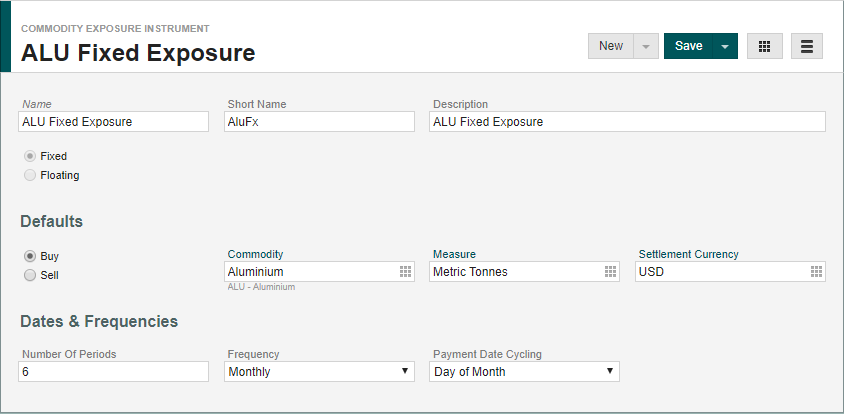 COMMODITY EXPOSURE INSTRUMENT
ALU Fixed Exposure
New
Save
Name
Short Name
Description
ALU Fixed Exposure
AluFx
ALU Fixed Exposure
Fixed
Floating
Defaults
Buy
Sell
Commodity
Measure
Settlement Currency
Aluminium
Metric Tonnes
USD
ALU - Aluminium
Dates & Frequencies
Number Of Periods
Frequency
Payment Date Cycling
6
Monthly
Day of Month